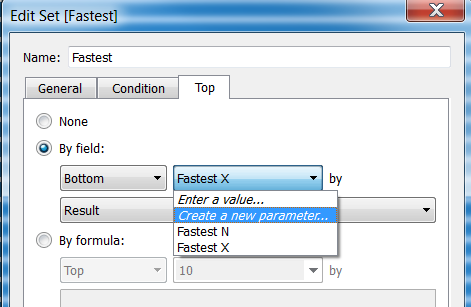 Edit Set [Fastest]
X
Name: Fastest
General Condition Top
None
By field:
Bottom Fastest X by
Enter a value...
Result Create a new parameter...
Fastest N
Fastest X
By formula:
Top 10 by